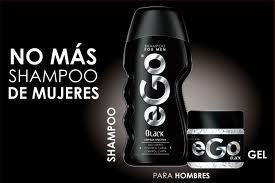 NO MÁS
SHAMPOO
DE MUJERES
SHAMPOO
SHAMPOO
FOR MEN
eGo
BLACK
eGo
BLACK
GEL
PARA HOMBRES